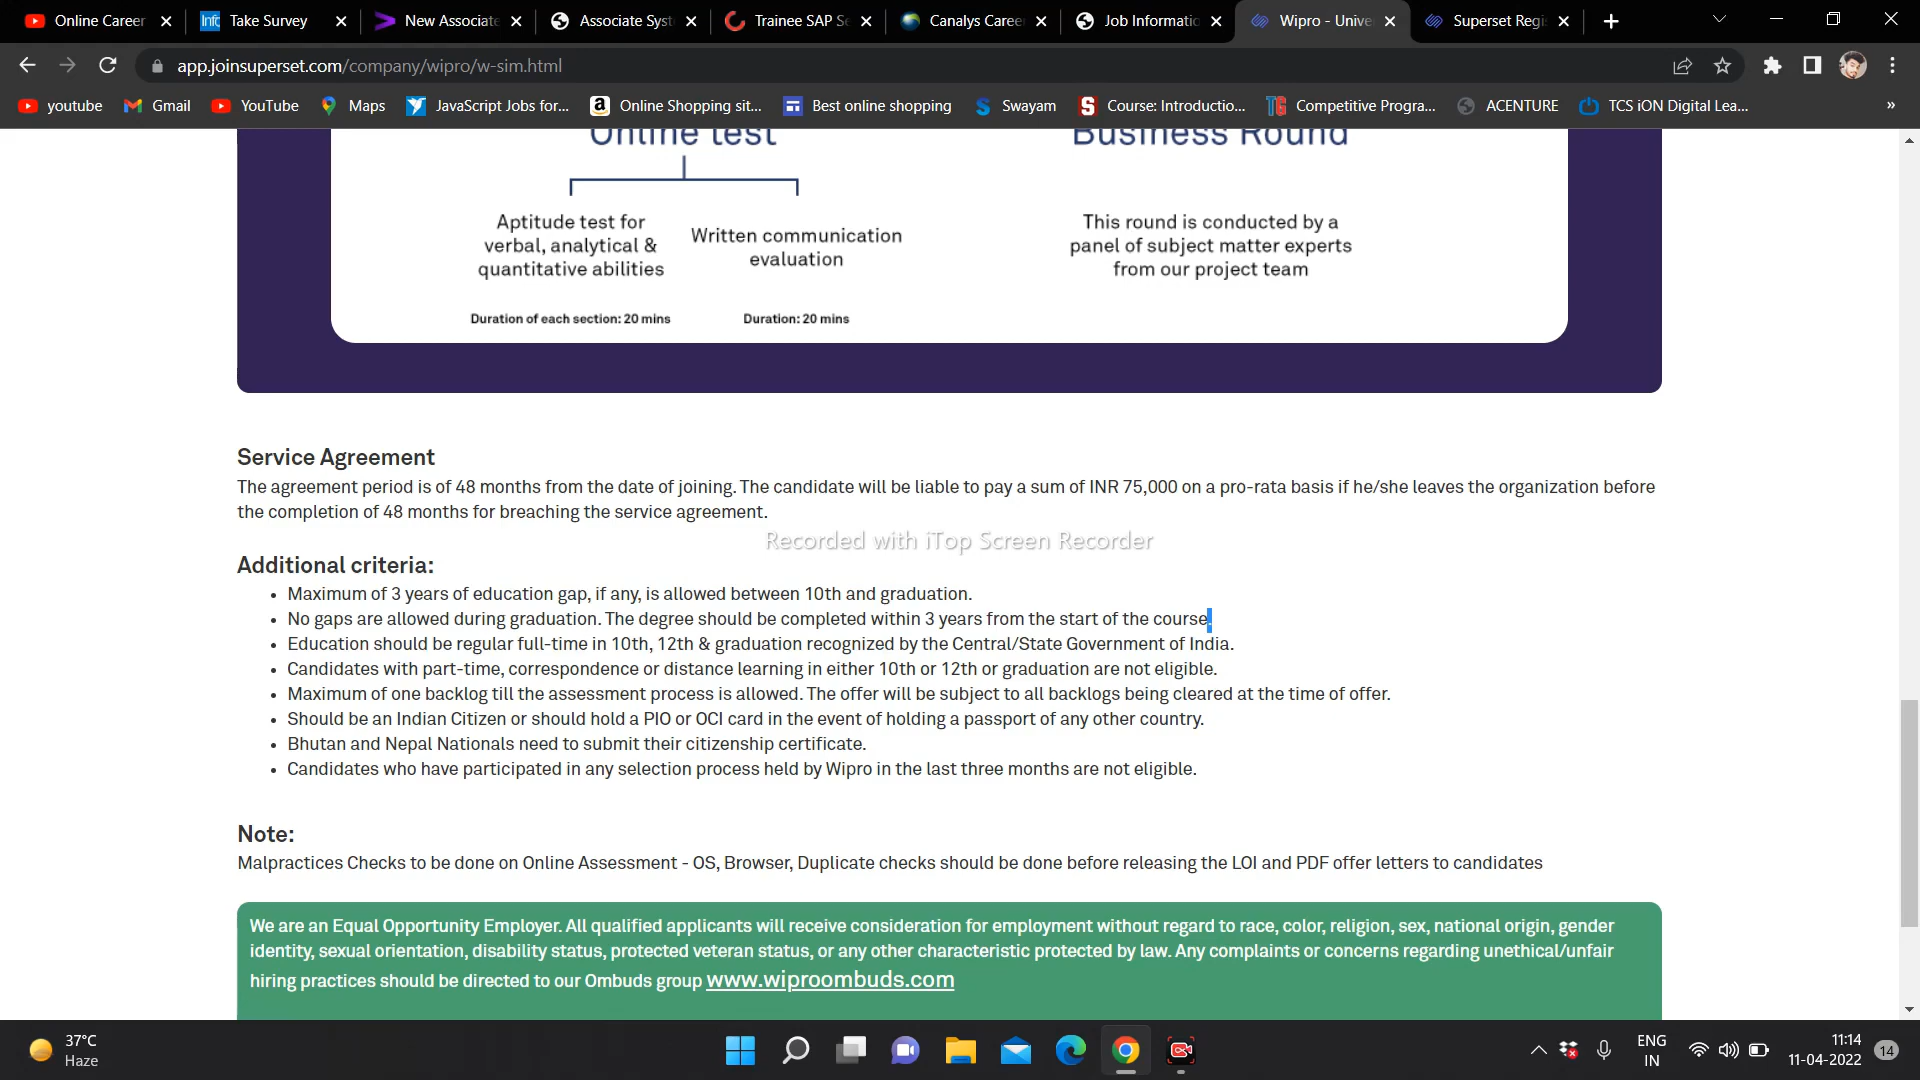 Online Career
Take Survey
New Associate
Associate Syst
Trainee SAP S
Canalys Caree
Job Informatio
Wipro - Unive
Superset Regi
app.joinsuperset.com/company/wipro/w-sim.html
youtube
Gmail
YouTube
Maps
JavaScript Jobs for...
Online Shopping sit...
Best online shopping
Swayam
Course: Introductio...
Competitive Progra...
ACENTURE
TCS iON Digital Lea...
»
Online test
Business Round
Aptitude test for
verbal, analytical &
quantitative abilities
Written communication
evaluation
This round is conducted by a
panel of subject matter experts
from our project team
Duration of each section: 20 mins
Duration: 20 mins
Service Agreement
The agreement period is of 48 months from the date of joining. The candidate will be liable to pay a sum of INR 75,000 on a pro-rata basis if he/she leaves the organization before
the completion of 48 months for breaching the service agreement.
Recorded with iTop Screen Recorder
Additional criteria:
• Maximum of 3 years of education gap, if any, is allowed between 10th and graduation.
• No gaps are allowed during graduation. The degree should be completed within 3 years from the start of the course.
• Education should be regular full-time in 10th, 12th & graduation recognized by the Central/State Government of India.
• Candidates with part-time, correspondence or distance learning in either 10th or 12th or graduation are not eligible.
• Maximum of one backlog till the assessment process is allowed. The offer will be subject to all backlogs being cleared at the time of offer.
• Should be an Indian Citizen or should hold a PIO or OCI card in the event of holding a passport of any other country.
• Bhutan and Nepal Nationals need to submit their citizenship certificate.
• Candidates who have participated in any selection process held by Wipro in the last three months are not eligible.
Note:
Malpractices Checks to be done on Online Assessment - OS, Browser, Duplicate checks should be done before releasing the LOI and PDF offer letters to candidates
We are an Equal Opportunity Employer. All qualified applicants will receive consideration for employment without regard to race, color, religion, sex, national origin, gender
identity, sexual orientation, disability status, protected veteran status, or any other characteristic protected by law. Any complaints or concerns regarding unethical/unfair
hiring practices should be directed to our Ombuds group www.wiproombuds.com
37°C
Haze
ENG
IN
11:14
11-04-2022
14